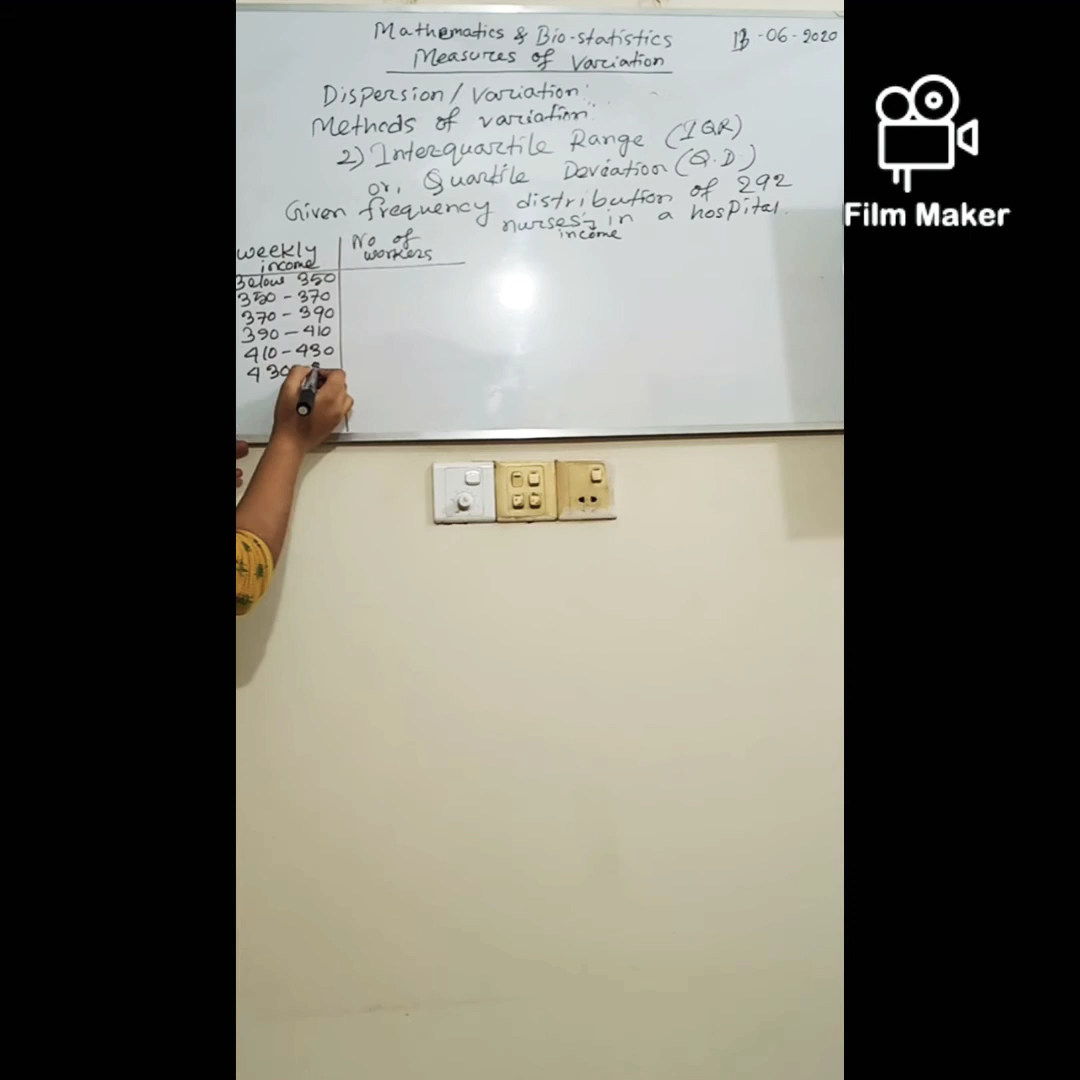 Mathematics & Bio-statistics
13-06-2020
Measures of Variation
Dispersion/Variation:
Methods of variation:
2) Interquartile Range (IQR)
or, Quartile Deviation (Q.D)
Given frequency distribution of 292
nurses' in a hospital.
income
weekly income
No of workers
Below 350
350 - 370
370 - 390
390 - 410
410 - 430
430
Film Maker